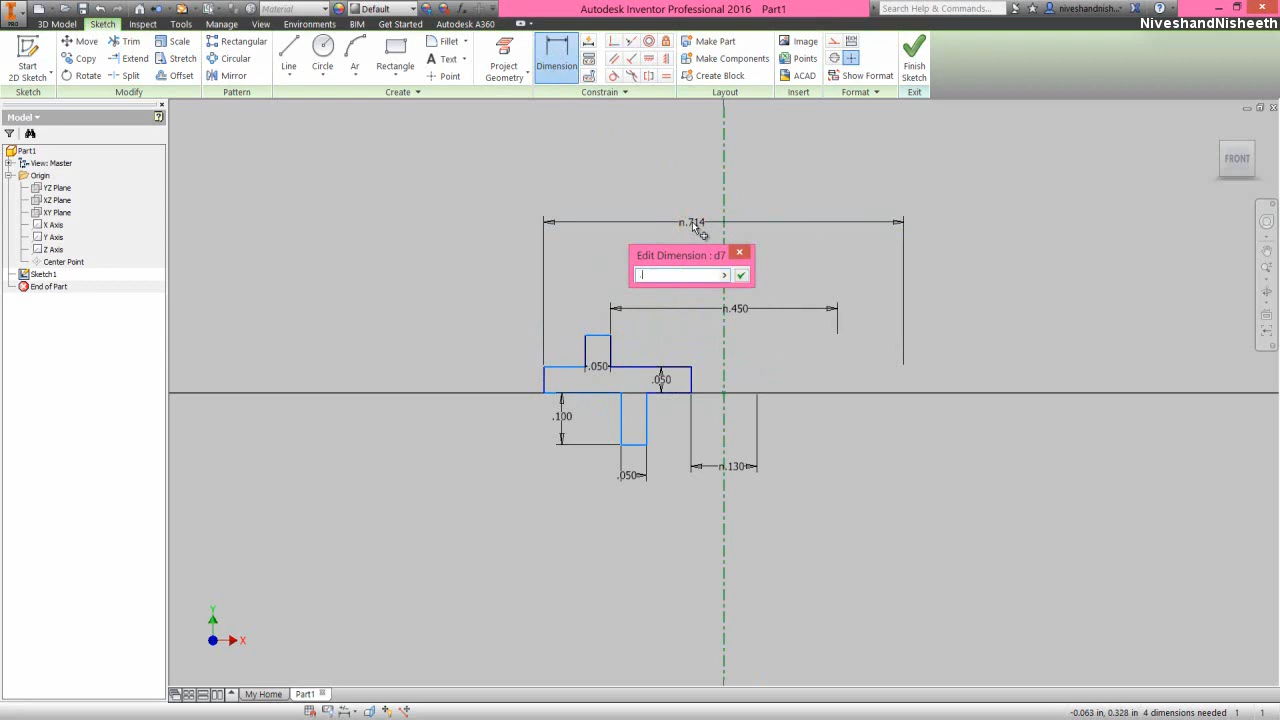 PRO
Material
Default
Autodesk Inventor Professional 2016 Part1
Search Help & Commands...
niveshandnish...
NiveshandNisheeth
3D Model
Sketch
Inspect
Tools
Manage
View
Environments
BIM
Get Started
Autodesk A360
Start
2D Sketch
Sketch
Move
Trim
Scale
Copy
Extend
Stretch
Rotate
Split
Offset
Modify
Rectangular
Circular
Mirror
Pattern
Line
Circle
Arc
Rectangle
Fillet
Text
Point
Project
Geometry
Create
Dimension
Constrain
Make Part
Make Components
Create Block
Layout
Image
Points
ACAD
Insert
Show Format
Format
Finish
Sketch
Exit
Model
Part1
View: Master
Origin
YZ Plane
XZ Plane
XY Plane
X Axis
Y Axis
Z Axis
Center Point
Sketch1
End of Part
FRONT
n.714
Edit Dimension : d7
.
n.450
.050
.050
.100
n.130
.050
Y
X
My Home
Part1
-0.063 in, 0.328 in 4 dimensions needed 1 1